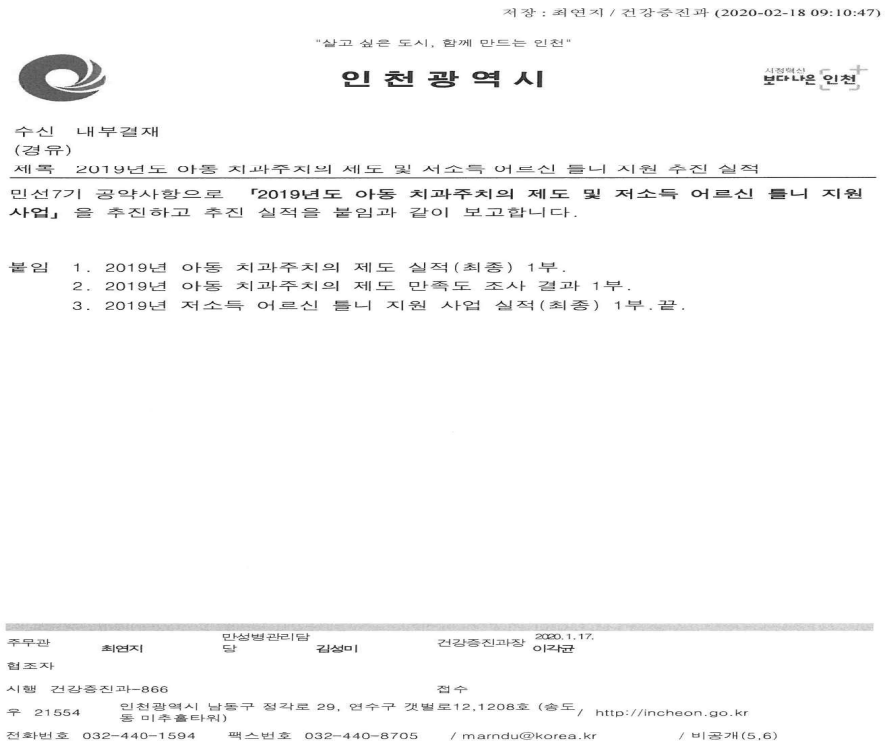 저장 : 최연지 / 건강증진과 (2020-02-18 09:10:47)
"살고 싶은 도시, 함께 만드는 인천"
인천광역시
시정혁신
보다나은 인천
수신 내부결재
(경유)
제목 2019년도 아동 치과주치의 제도 및 저소득 어르신 틀니 지원 추진 실적
민선7기 공약사항으로 「2019년도 아동 치과주치의 제도 및 저소득 어르신 틀니 지원
사업」을 추진하고 추진 실적을 붙임과 같이 보고합니다.
붙임 1. 2019년 아동 치과주치의 제도 실적(최종) 1부.
2. 2019년 아동 치과주치의 제도 만족도 조사 결과 1부.
3. 2019년 저소득 어르신 틀니 지원 사업 실적(최종) 1부.끝.
주무관 최연지 만성병관리담당 김성미 건강증진과장 2020.1.17. 이각균
협조자
시행 건강증진과-866 접수
우 21554 인천광역시 남동구 정각로 29, 연수구 갯벌로12,1208호 (송도동 미추홀타워) / http://incheon.go.kr
전화번호 032-440-1594 팩스번호 032-440-8705 / marndu@korea.kr / 비공개(5,6)